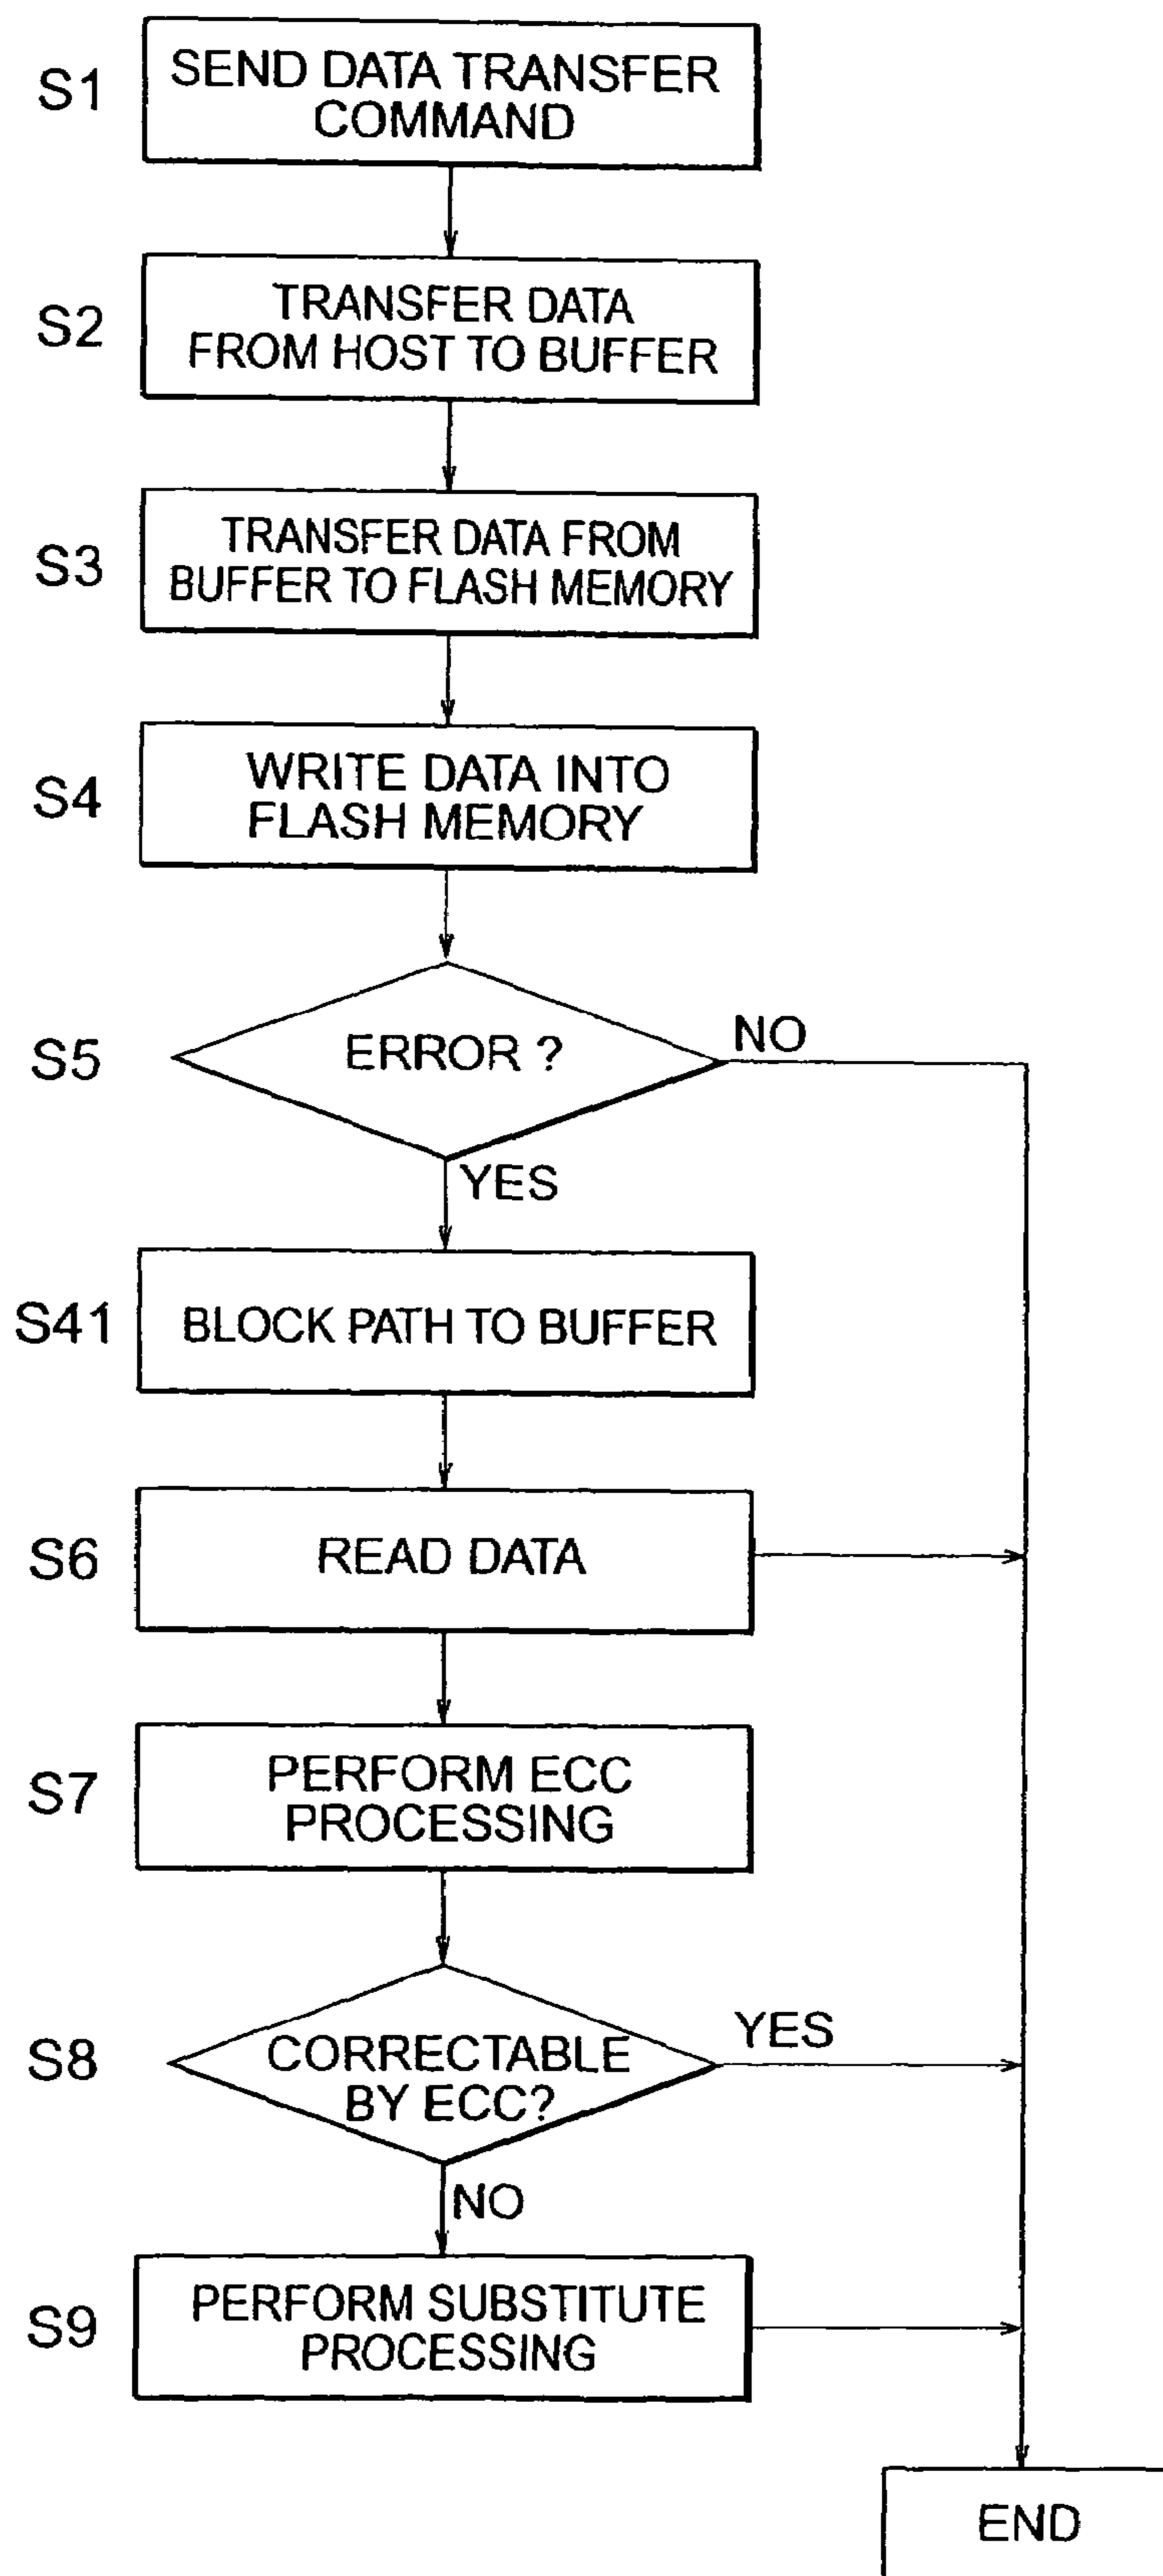 S1
SEND DATA TRANSFER
COMMAND
S2
TRANSFER DATA
FROM HOST TO BUFFER
S3
TRANSFER DATA FROM
BUFFER TO FLASH MEMORY
S4
WRITE DATA INTO
FLASH MEMORY
S5
ERROR ?
NO
YES
S41
BLOCK PATH TO BUFFER
S6
READ DATA
S7
PERFORM ECC
PROCESSING
S8
CORRECTABLE
BY ECC?
YES
NO
S9
PERFORM SUBSTITUTE
PROCESSING
END